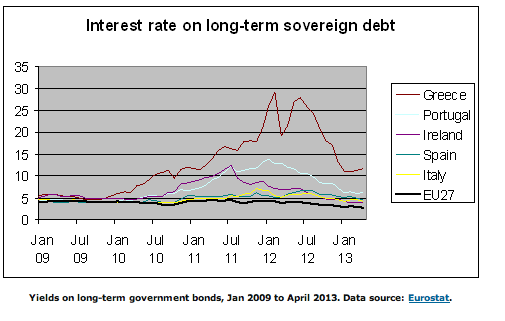 Interest rate on long-term sovereign debt
35
30
25
20
15
10
5
0
Jan Jul Jan Jul Jan Jul Jan Jul Jan
09 09 10 10 11 11 12 12 13
Greece
Portugal
Ireland
Spain
Italy
EU27
Yields on long-term government bonds, Jan 2009 to April 2013. Data source: Eurostat.